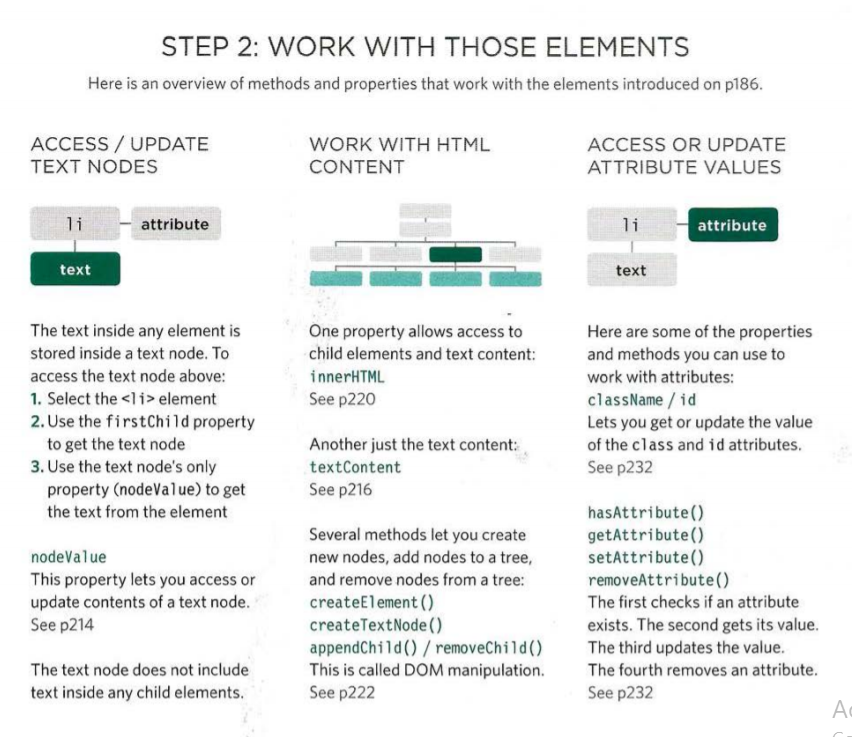 STEP 2: WORK WITH THOSE ELEMENTS
Here is an overview of methods and properties that work with the elements introduced on p186.
ACCESS / UPDATE
TEXT NODES
li
attribute
text
The text inside any element is
stored inside a text node. To
access the text node above:
1. Select the <li> element
2. Use the firstChild property
to get the text node
3. Use the text node's only
property (nodeValue) to get
the text from the element
nodeValue
This property lets you access or
update contents of a text node.
See p214
The text node does not include
text inside any child elements.
WORK WITH HTML
CONTENT
One property allows access to
child elements and text content:
innerHTML
See p220
Another just the text content:
textContent
See p216
Several methods let you create
new nodes, add nodes to a tree,
and remove nodes from a tree:
createElement()
createTextNode()
appendChild() / removeChild()
This is called DOM manipulation.
See p222
ACCESS OR UPDATE
ATTRIBUTE VALUES
li
attribute
text
Here are some of the properties
and methods you can use to
work with attributes:
className / id
Lets you get or update the value
of the class and id attributes.
See p232
hasAttribute()
getAttribute()
setAttribute()
removeAttribute()
The first checks if an attribute
exists. The second gets its value.
The third updates the value.
The fourth removes an attribute.
See p232